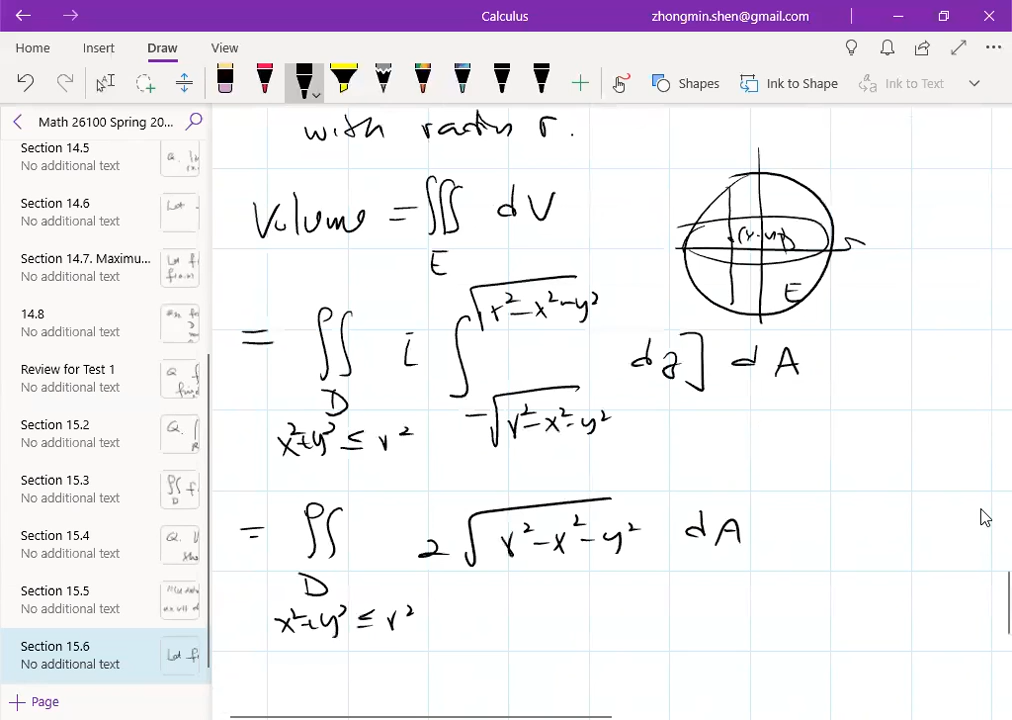 Calculus
zhongmin.shen@gmail.com
Home Insert Draw View
Shapes
Ink to Shape
Ink to Text
Math 26100 Spring 20...
Section 14.5
No additional text
Section 14.6
No additional text
Section 14.7. Maximu...
No additional text
14.8
No additional text
Review for Test 1
No additional text
Section 15.2
No additional text
Section 15.3
No additional text
Section 15.4
No additional text
Section 15.5
No additional text
Section 15.6
No additional text
Page
with radius r.
Volume = ∭ dV
E
E
= ∬ [ ∫ √r²-x²-y² dz] dA
D
-√r²-x²-y²
x²+y² ≤ r²
= ∬ 2 √r²-x²-y² dA
D
x²+y² ≤ r²